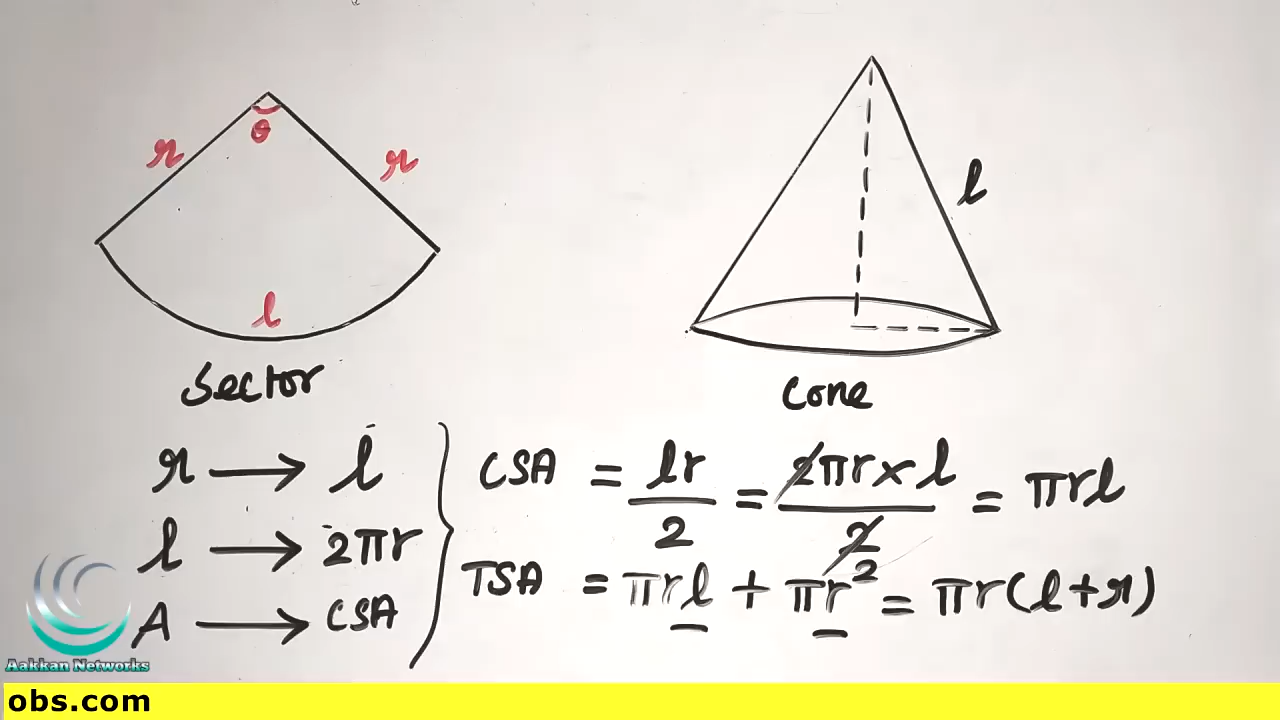 θ
r r
l
l
Sector
Cone
r → l
l → 2πr
A → CSA
CSA = lr/2 = 2πr × l/2 = πrl
TSA = πrl + πr² = πr(l+r)
Aakkan Networks
obs.com